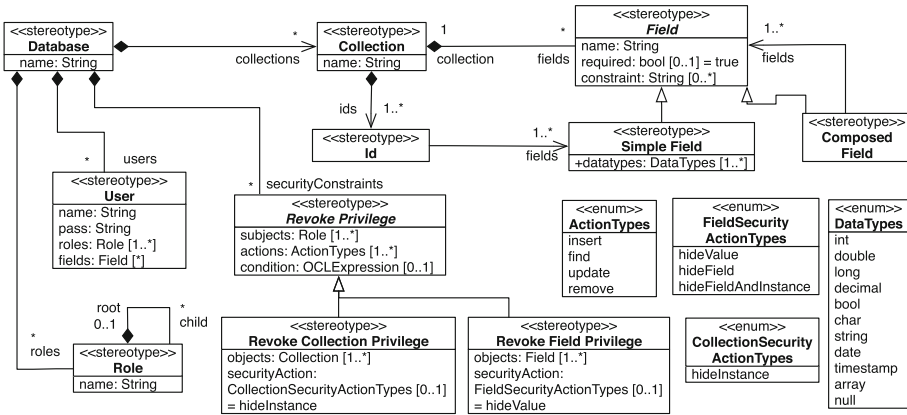 <<stereotype>>
Database
name: String
*
collections
<<stereotype>>
Collection
name: String
1
collection
*
fields
<<stereotype>>
Field
name: String
required: bool [0..1] = true
constraint: String [0..*]
1..*
fields
ids
1..*
<<stereotype>>
Id
1..*
fields
<<stereotype>>
Simple Field
+datatypes: DataTypes [1..*]
<<stereotype>>
Composed
Field
*
users
<<stereotype>>
User
name: String
pass: String
roles: Role [1..*]
fields: Field [*]
*
securityConstraints
<<stereotype>>
Revoke Privilege
subjects: Role [1..*]
actions: ActionTypes [1..*]
condition: OCLExpression [0..1]
<<enum>>
ActionTypes
insert
find
update
remove
<<enum>>
FieldSecurity
ActionTypes
hideValue
hideField
hideFieldAndInstance
<<enum>>
DataTypes
int
double
long
decimal
bool
char
string
date
timestamp
array
null
root
0..1
*
child
*
roles
<<stereotype>>
Role
name: String
<<stereotype>>
Revoke Collection Privilege
objects: Collection [1..*]
securityAction:
CollectionSecurityActionTypes [0..1]
= hideInstance
<<stereotype>>
Revoke Field Privilege
objects: Field [1..*]
securityAction:
FieldSecurityActionTypes [0..1]
= hideValue
<<enum>>
CollectionSecurity
ActionTypes
hideInstance